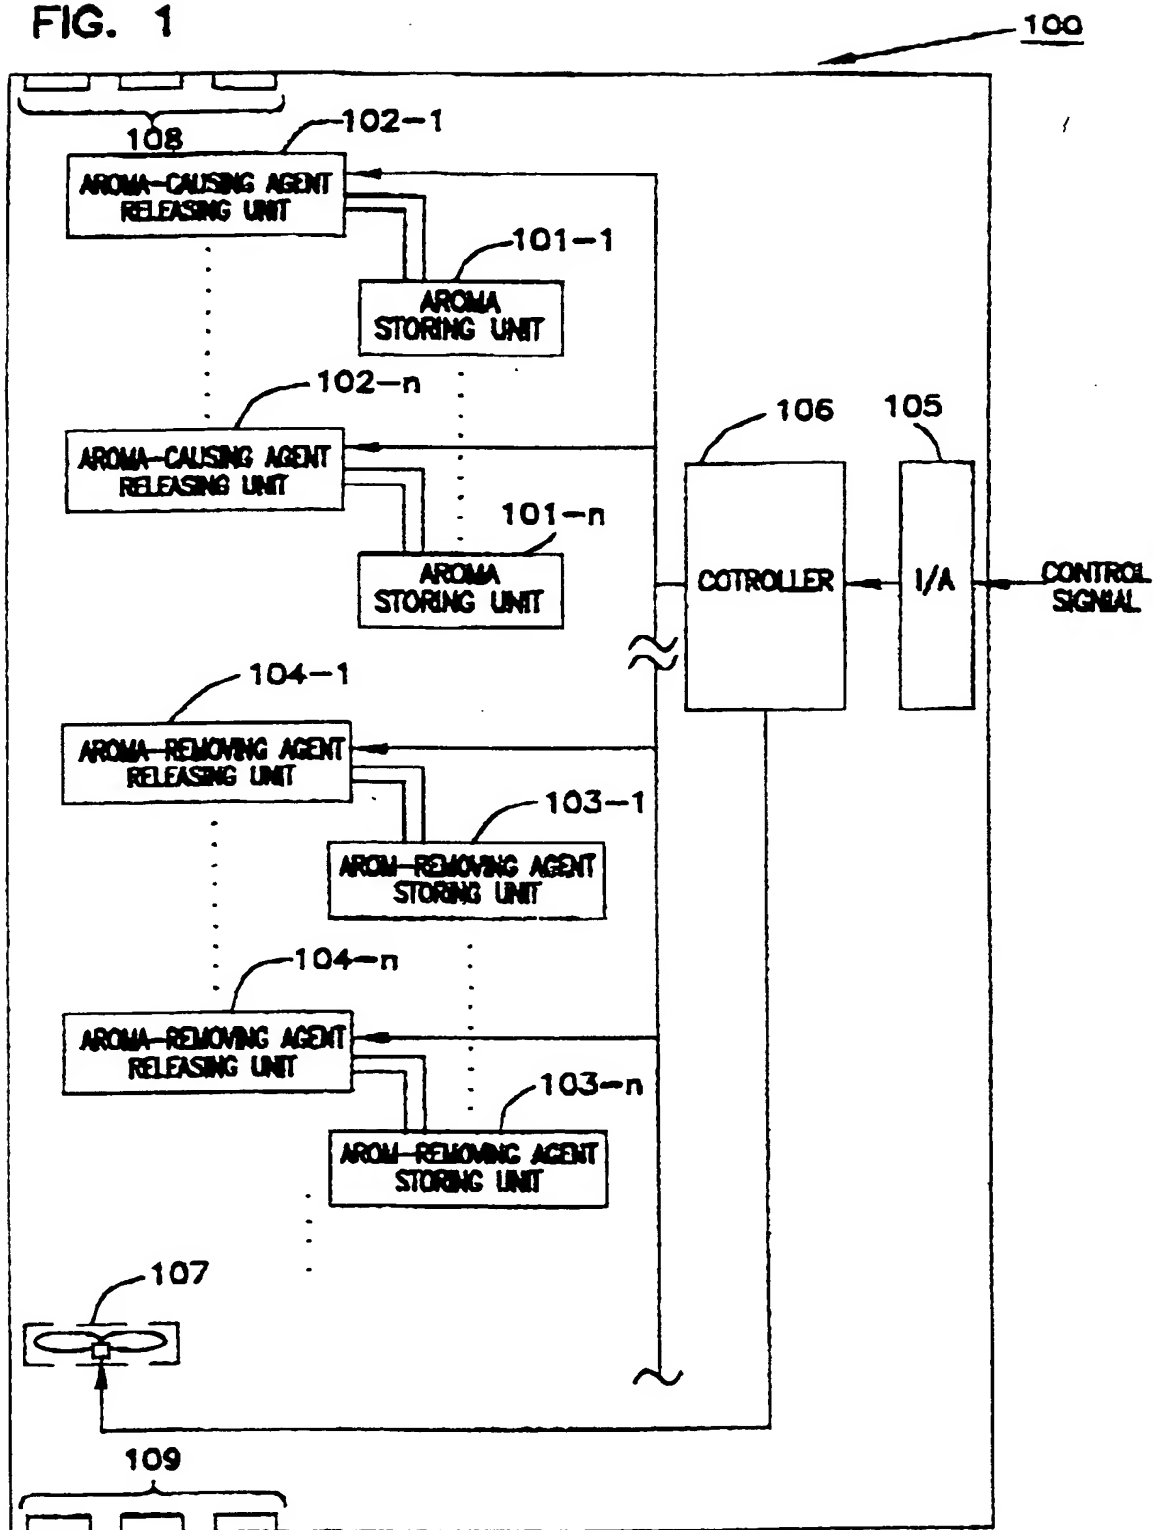 FIG. 1
100
108
102-1
AROMA-CAUSING AGENT
RELEASING UNIT
101-1
AROMA
STORING UNIT
102-n
AROMA-CAUSING AGENT
RELEASING UNIT
101-n
AROMA
STORING UNIT
106
105
COTROLLER
I/A
CONTROL
SIGNIAL
104-1
AROMA-REMOVING AGENT
RELEASING UNIT
103-1
AROM-REMOVING AGENT
STORING UNIT
104-n
AROMA-REMOVING AGENT
RELEASING UNIT
103-n
AROM-REMOVING AGENT
STORING UNIT
107
109